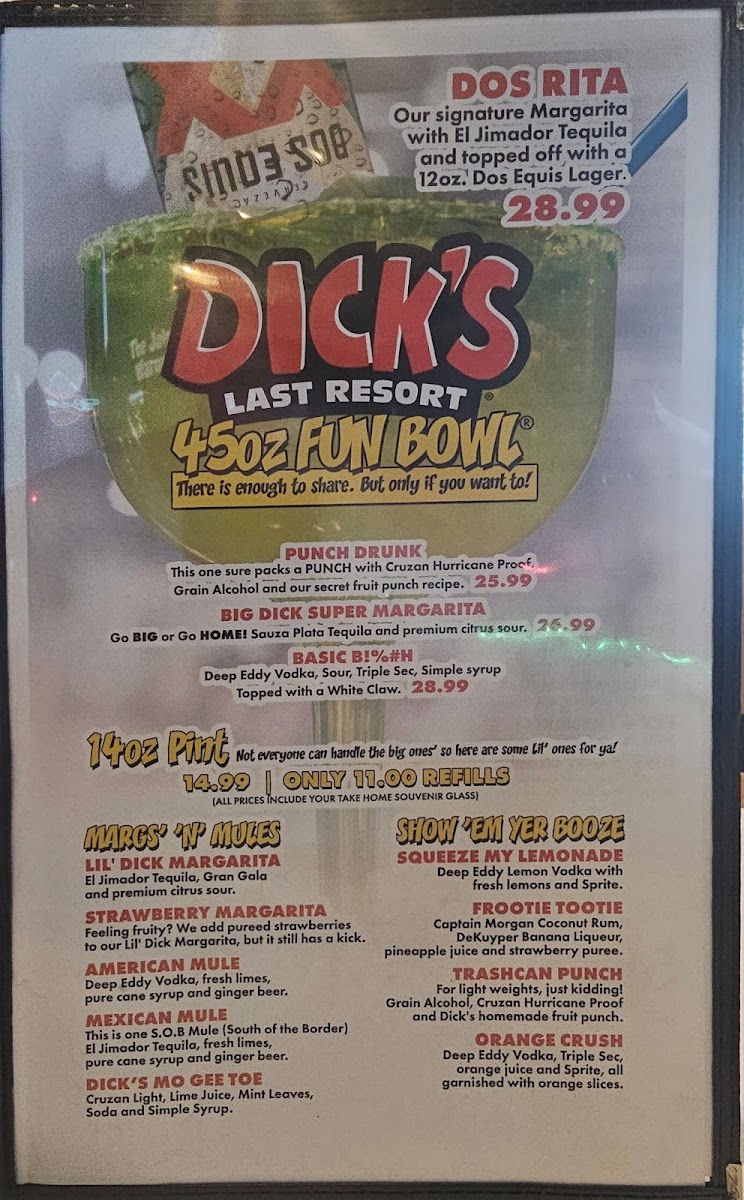 DOS EQUIS
CERVEZA
DOS RITA
Our signature Margarita
with El Jimador Tequila
and topped off with a
12oz. Dos Equis Lager.
28.99
DICK'S
LAST RESORT®
45oz FUN BOWL®
There is enough to share. But only if you want to!
PUNCH DRUNK
This one sure packs a PUNCH with Cruzan Hurricane Proof,
Grain Alcohol and our secret fruit punch recipe. 25.99
BIG DICK SUPER MARGARITA
Go BIG or Go HOME! Sauza Plata Tequila and premium citrus sour. 26.99
BASIC B!%#H
Deep Eddy Vodka, Sour, Triple Sec, Simple syrup
Topped with a White Claw. 28.99
14oz Pint Not everyone can handle the big ones' so here are some Lil' ones for ya!
14.99 | ONLY 11.00 REFILLS
(ALL PRICES INCLUDE YOUR TAKE HOME SOUVENIR GLASS)
MARGS' 'N' MULES
LIL' DICK MARGARITA
El Jimador Tequila, Gran Gala
and premium citrus sour.
STRAWBERRY MARGARITA
Feeling fruity? We add pureed strawberries
to our Lil' Dick Margarita, but it still has a kick.
AMERICAN MULE
Deep Eddy Vodka, fresh limes,
pure cane syrup and ginger beer.
MEXICAN MULE
This is one S.O.B Mule (South of the Border)
El Jimador Tequila, fresh limes,
pure cane syrup and ginger beer.
DICK'S MO GEE TOE
Cruzan Light, Lime Juice, Mint Leaves,
Soda and Simple Syrup.
SHOW 'EM YER BOOZE
SQUEEZE MY LEMONADE
Deep Eddy Lemon Vodka with
fresh lemons and Sprite.
FROOTIE TOOTIE
Captain Morgan Coconut Rum,
DeKuyper Banana Liqueur,
pineapple juice and strawberry puree.
TRASHCAN PUNCH
For light weights, just kidding!
Grain Alcohol, Cruzan Hurricane Proof
and Dick's homemade fruit punch.
ORANGE CRUSH
Deep Eddy Vodka, Triple Sec,
orange juice and Sprite, all
garnished with orange slices.